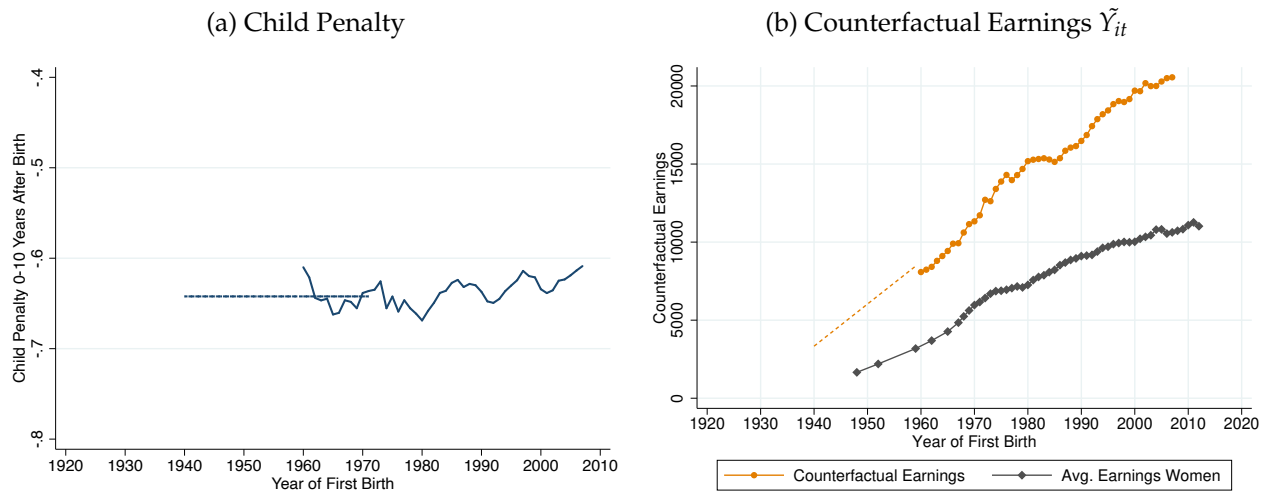 (a) Child Penalty
Child Penalty 0-10 Years After Birth
-.4
-.5
-.6
-.7
-.8
1920 1930 1940 1950 1960 1970 1980 1990 2000 2010
Year of First Birth
(b) Counterfactual Earnings Ỹit
Counterfactual Earnings
20000
15000
10000
5000
0
1920 1930 1940 1950 1960 1970 1980 1990 2000 2010 2020
Year of First Birth
Counterfactual Earnings Avg. Earnings Women